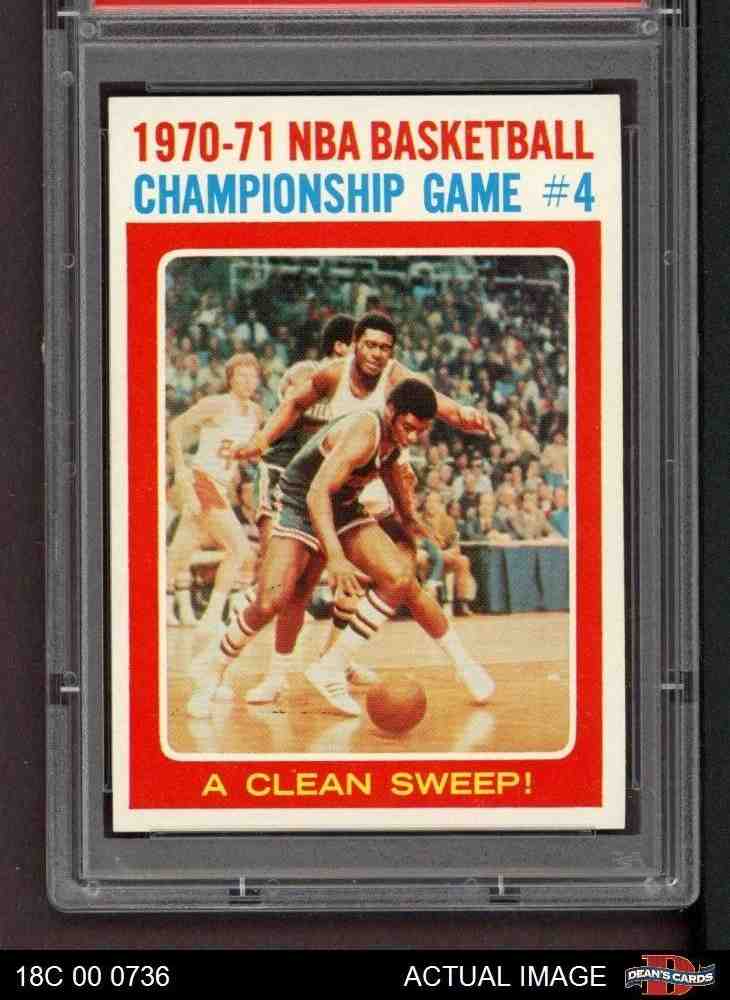 1970-71 NBA BASKETBALL
CHAMPIONSHIP GAME #4
A CLEAN SWEEP!
18C 00 0736
ACTUAL IMAGE
DEAN'S CARDS